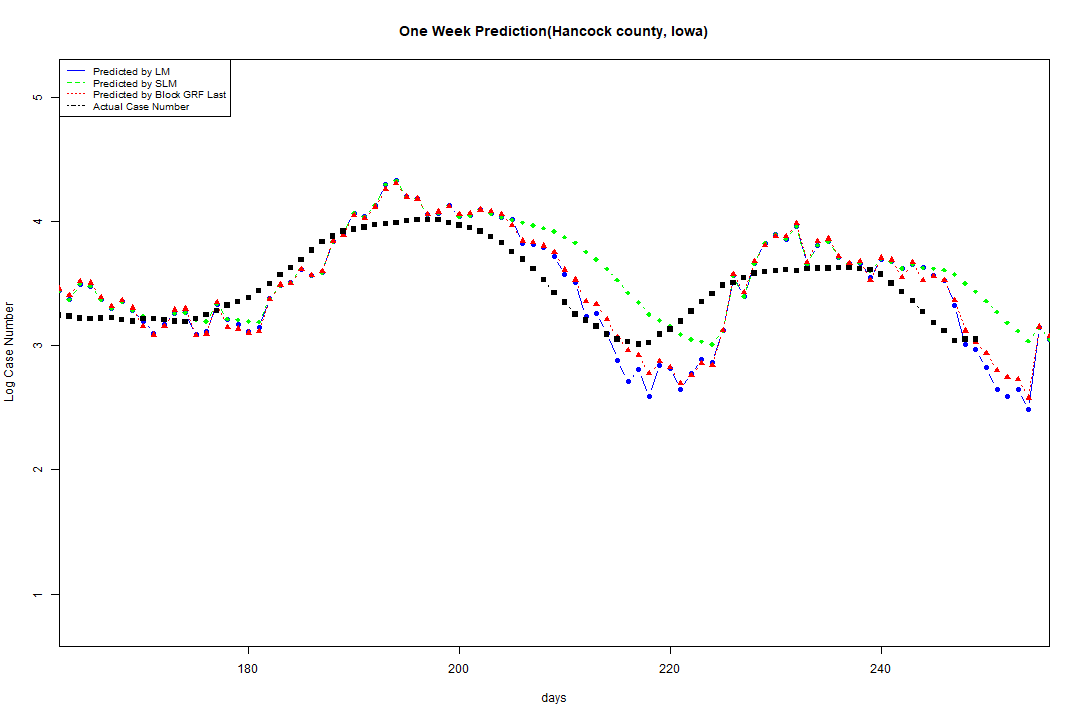 One Week Prediction(Hancock county, Iowa)
Predicted by LM
Predicted by SLM
Predicted by Block GRF Last
Actual Case Number
5
4
3
2
1
Log Case Number
180
200
220
240
days